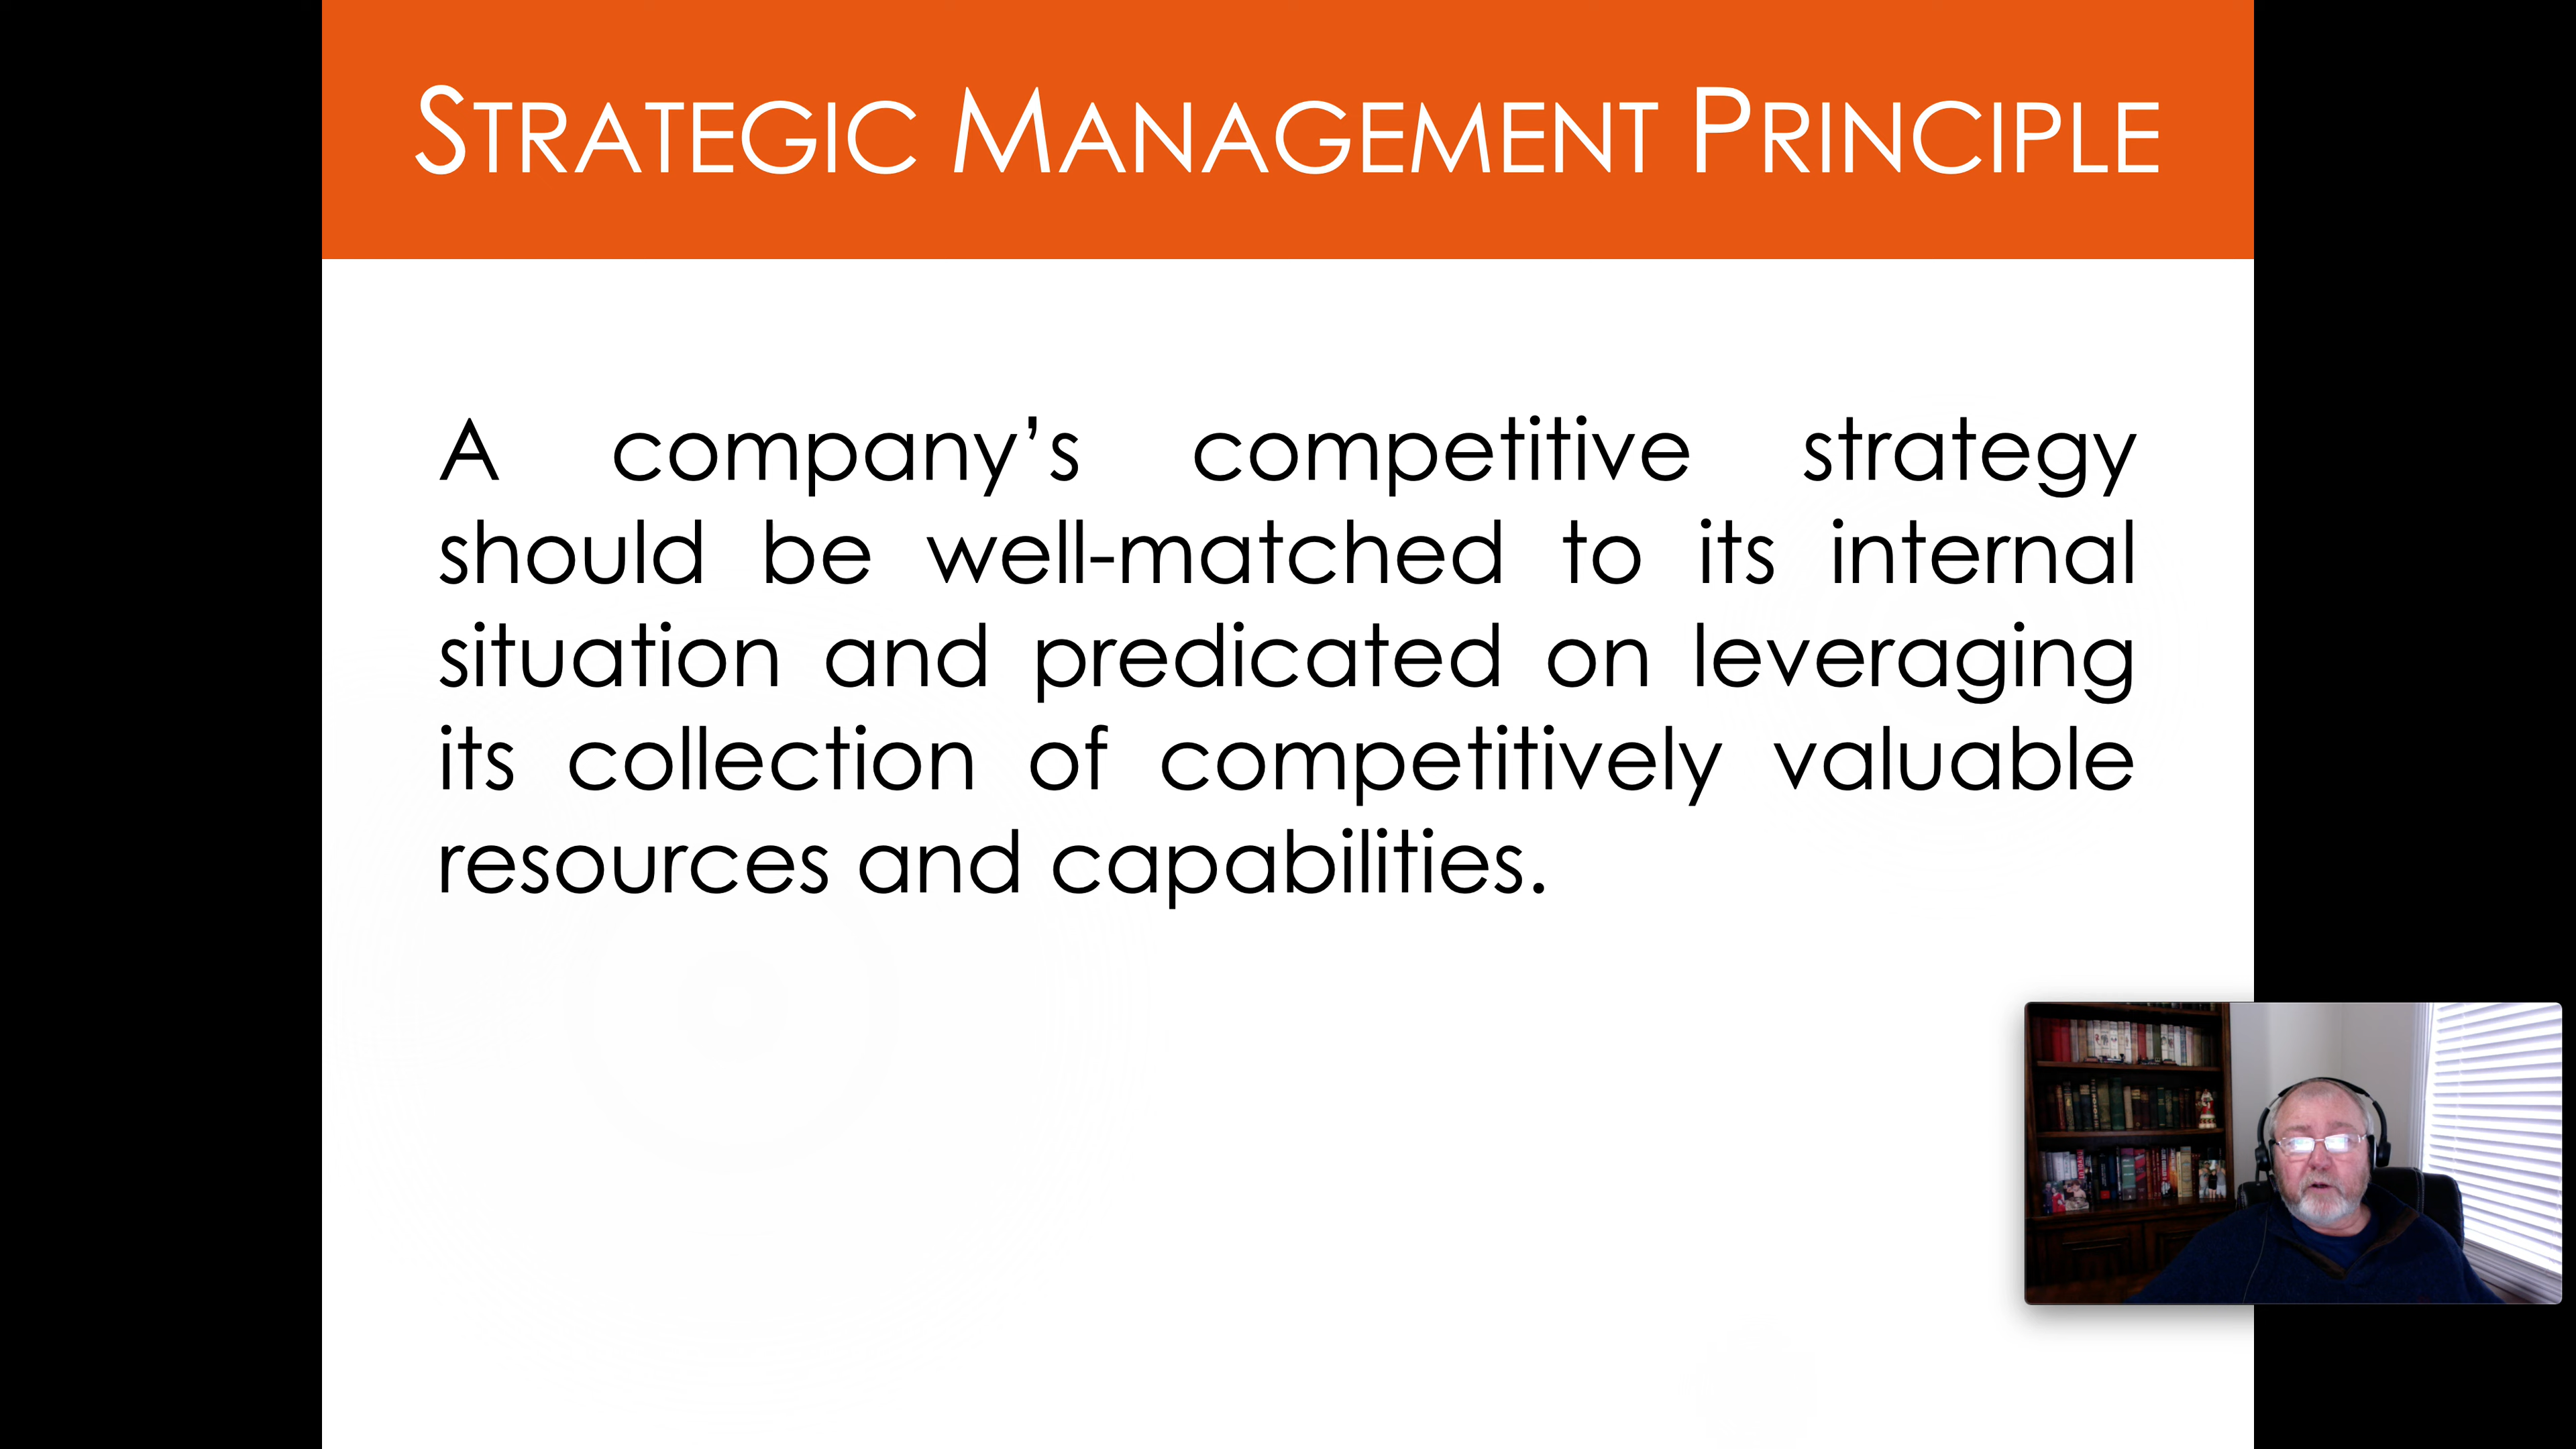 STRATEGIC MANAGEMENT PRINCIPLE
A company’s competitive strategy
should be well-matched to its internal
situation and predicated on leveraging
its collection of competitively valuable
resources and capabilities.